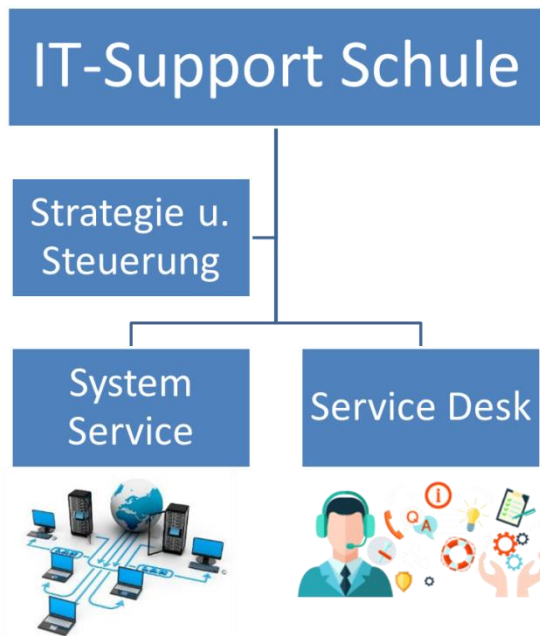 IT-Support Schule
Strategie u.
Steuerung
System
Service
Service Desk
i
Q
A